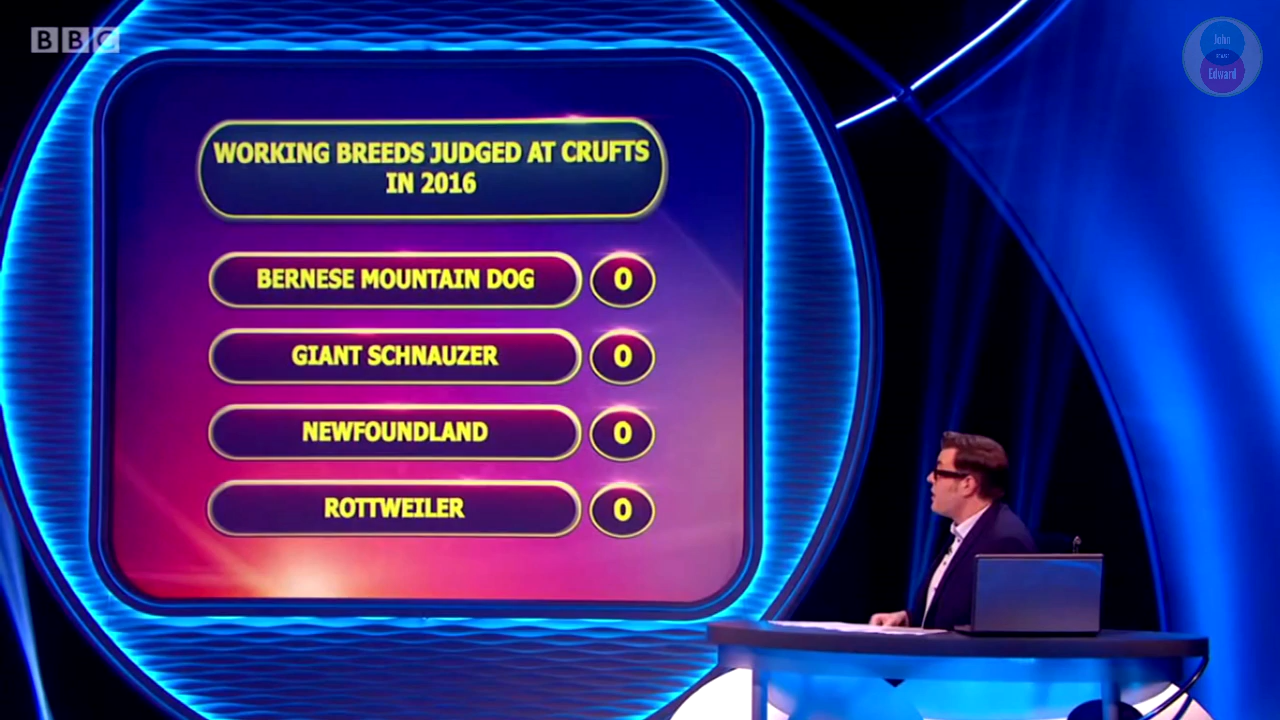 BBC
John
Edward
WORKING BREEDS JUDGED AT CRUFTS
IN 2016
BERNESE MOUNTAIN DOG 0
GIANT SCHNAUZER 0
NEWFOUNDLAND 0
ROTTWEILER 0